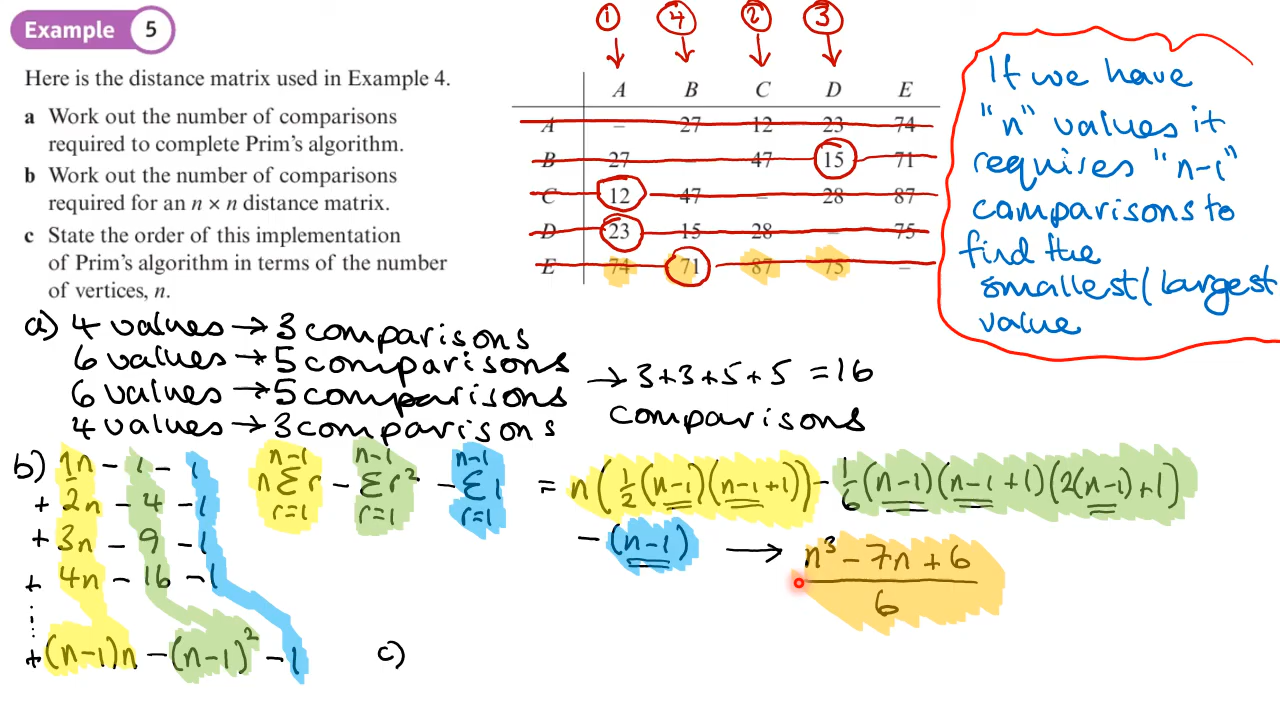 Example 5
Here is the distance matrix used in Example 4.
a Work out the number of comparisons
required to complete Prim's algorithm.
b Work out the number of comparisons
required for an n × n distance matrix.
c State the order of this implementation
of Prim's algorithm in terms of the number
of vertices, n.
① ④ ② ③
A B C D E
A – 27 12 23 74
B 27 – 47 15 71
C 12 47 – 28 87
D 23 15 28 – 75
E 74 71 87 75 –
If we have
"n" values it
requires "n-1"
comparisons to
find the
smallest/largest
value
a) 4 values → 3 comparisons
6 values → 5 comparisons
6 values → 5 comparisons
4 values → 3 comparisons
→ 3+3+5+5 = 16
comparisons
b) 1n - 1 - 1
+ 2n - 4 - 1
+ 3n - 9 - 1
+ 4n - 16 - 1
⋮
+ (n-1)n - (n-1)² - 1
n-1 n-1 n-1
n Σ r - Σ r² - Σ 1 = n(½(n-1)(n-1+1)) - 1/6(n-1)(n-1+1)(2(n-1)+1)
r=1 r=1 r=1
- (n-1) → n³ - 7n + 6
6
c)